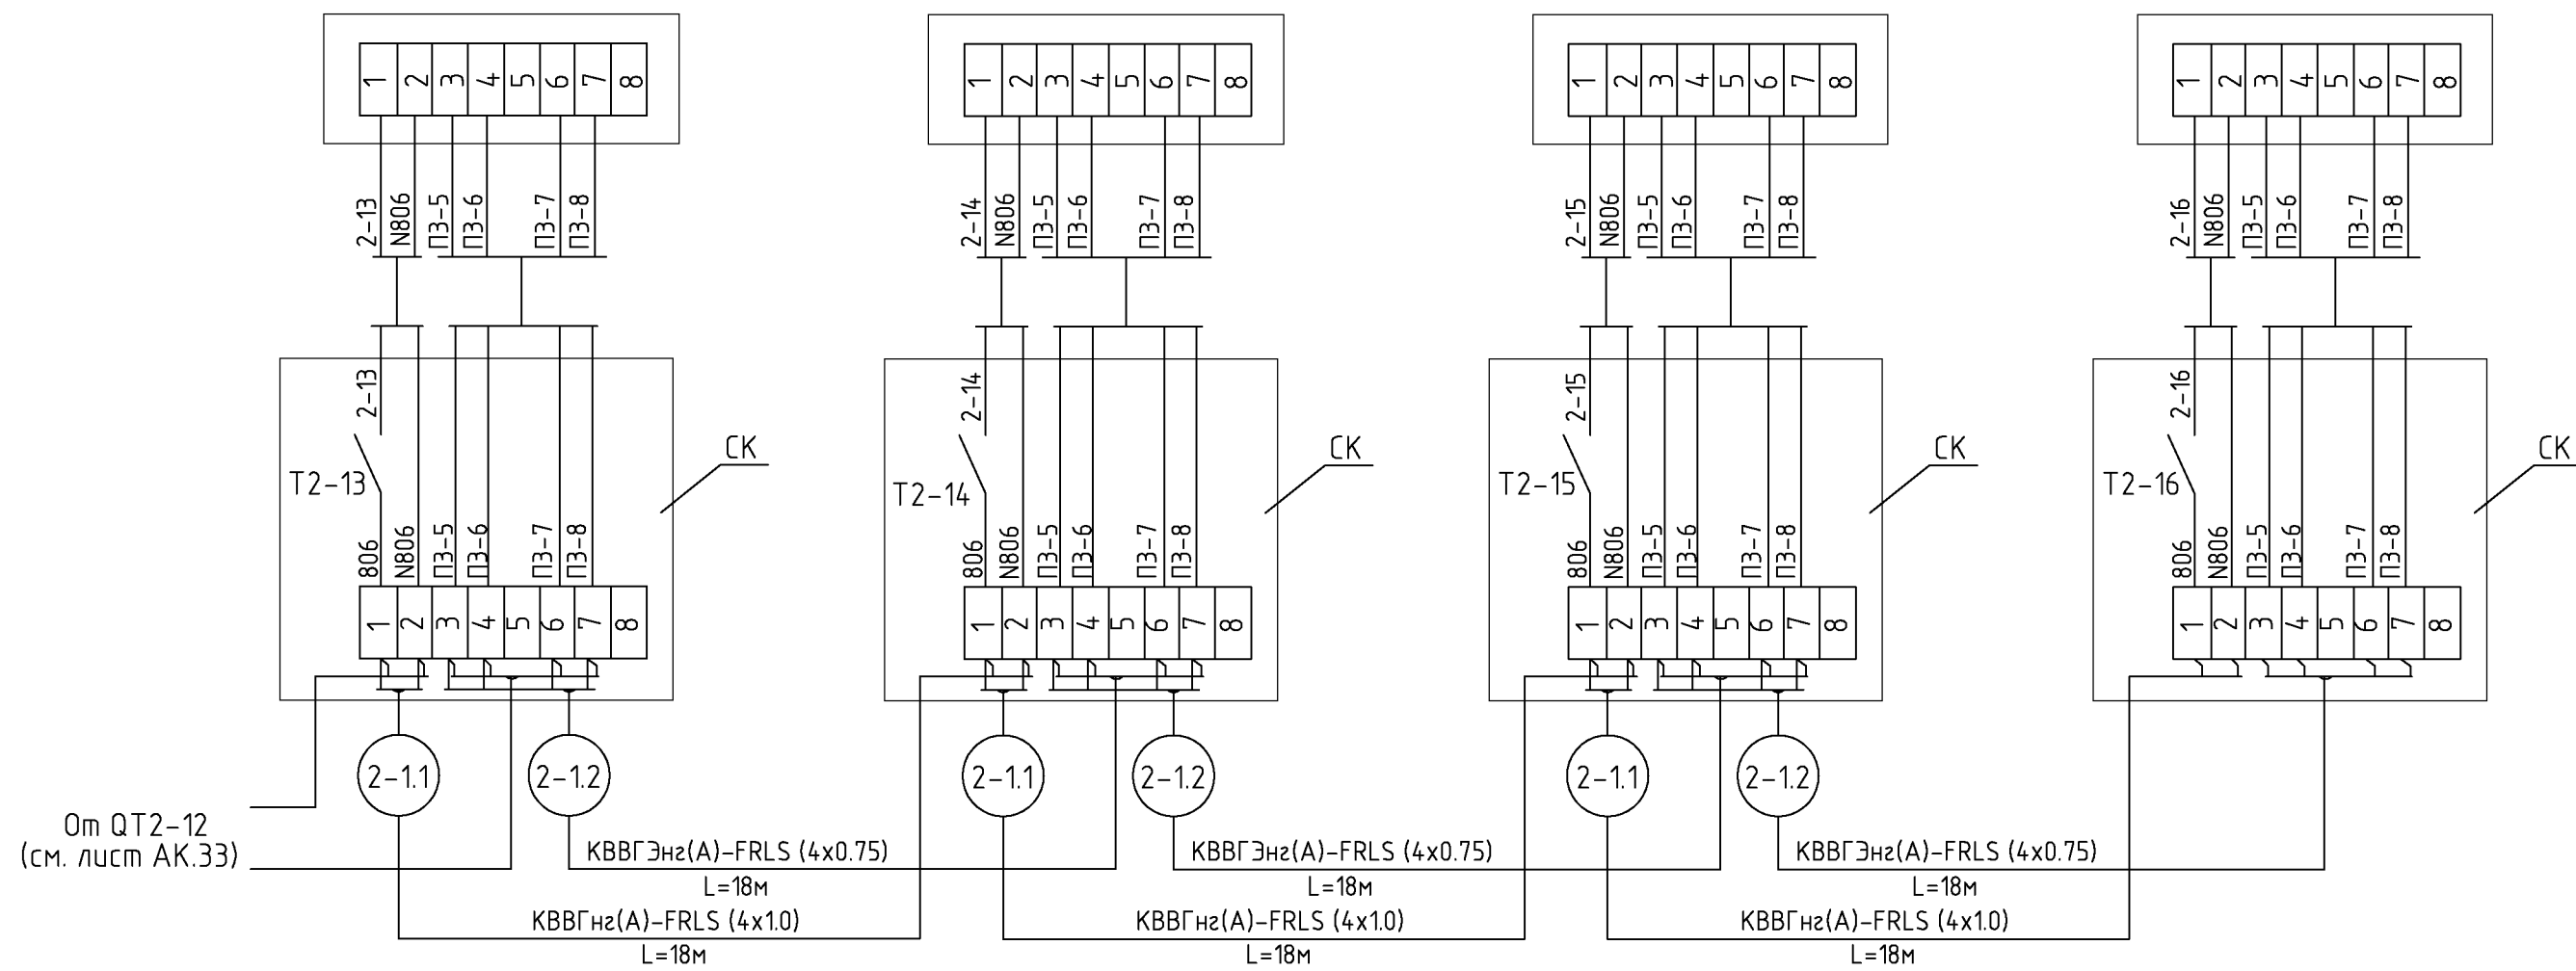 1 2 3 4 5 6 7 8
1 2 3 4 5 6 7 8
1 2 3 4 5 6 7 8
1 2 3 4 5 6 7 8
2-13 N806 П3-5 П3-6 П3-7 П3-8
2-14 N806 П3-5 П3-6 П3-7 П3-8
2-15 N806 П3-5 П3-6 П3-7 П3-8
2-16 N806 П3-5 П3-6 П3-7 П3-8
2-13
2-14
2-15
2-16
СК
СК
СК
СК
Т2-13
Т2-14
Т2-15
Т2-16
806 N806 П3-5 П3-6 П3-7 П3-8
806 N806 П3-5 П3-6 П3-7 П3-8
806 N806 П3-5 П3-6 П3-7 П3-8
806 N806 П3-5 П3-6 П3-7 П3-8
1 2 3 4 5 6 7 8
1 2 3 4 5 6 7 8
1 2 3 4 5 6 7 8
1 2 3 4 5 6 7 8
2-1.1
2-1.2
2-1.1
2-1.2
2-1.1
2-1.2
От QT2-12
(см. лист АК.33)
КВВГЭнг(А)-FRLS (4х0.75)
L=18м
КВВГЭнг(А)-FRLS (4х0.75)
L=18м
КВВГЭнг(А)-FRLS (4х0.75)
L=18м
КВВГнг(А)-FRLS (4х1.0)
L=18м
КВВГнг(А)-FRLS (4х1.0)
L=18м
КВВГнг(А)-FRLS (4х1.0)
L=18м